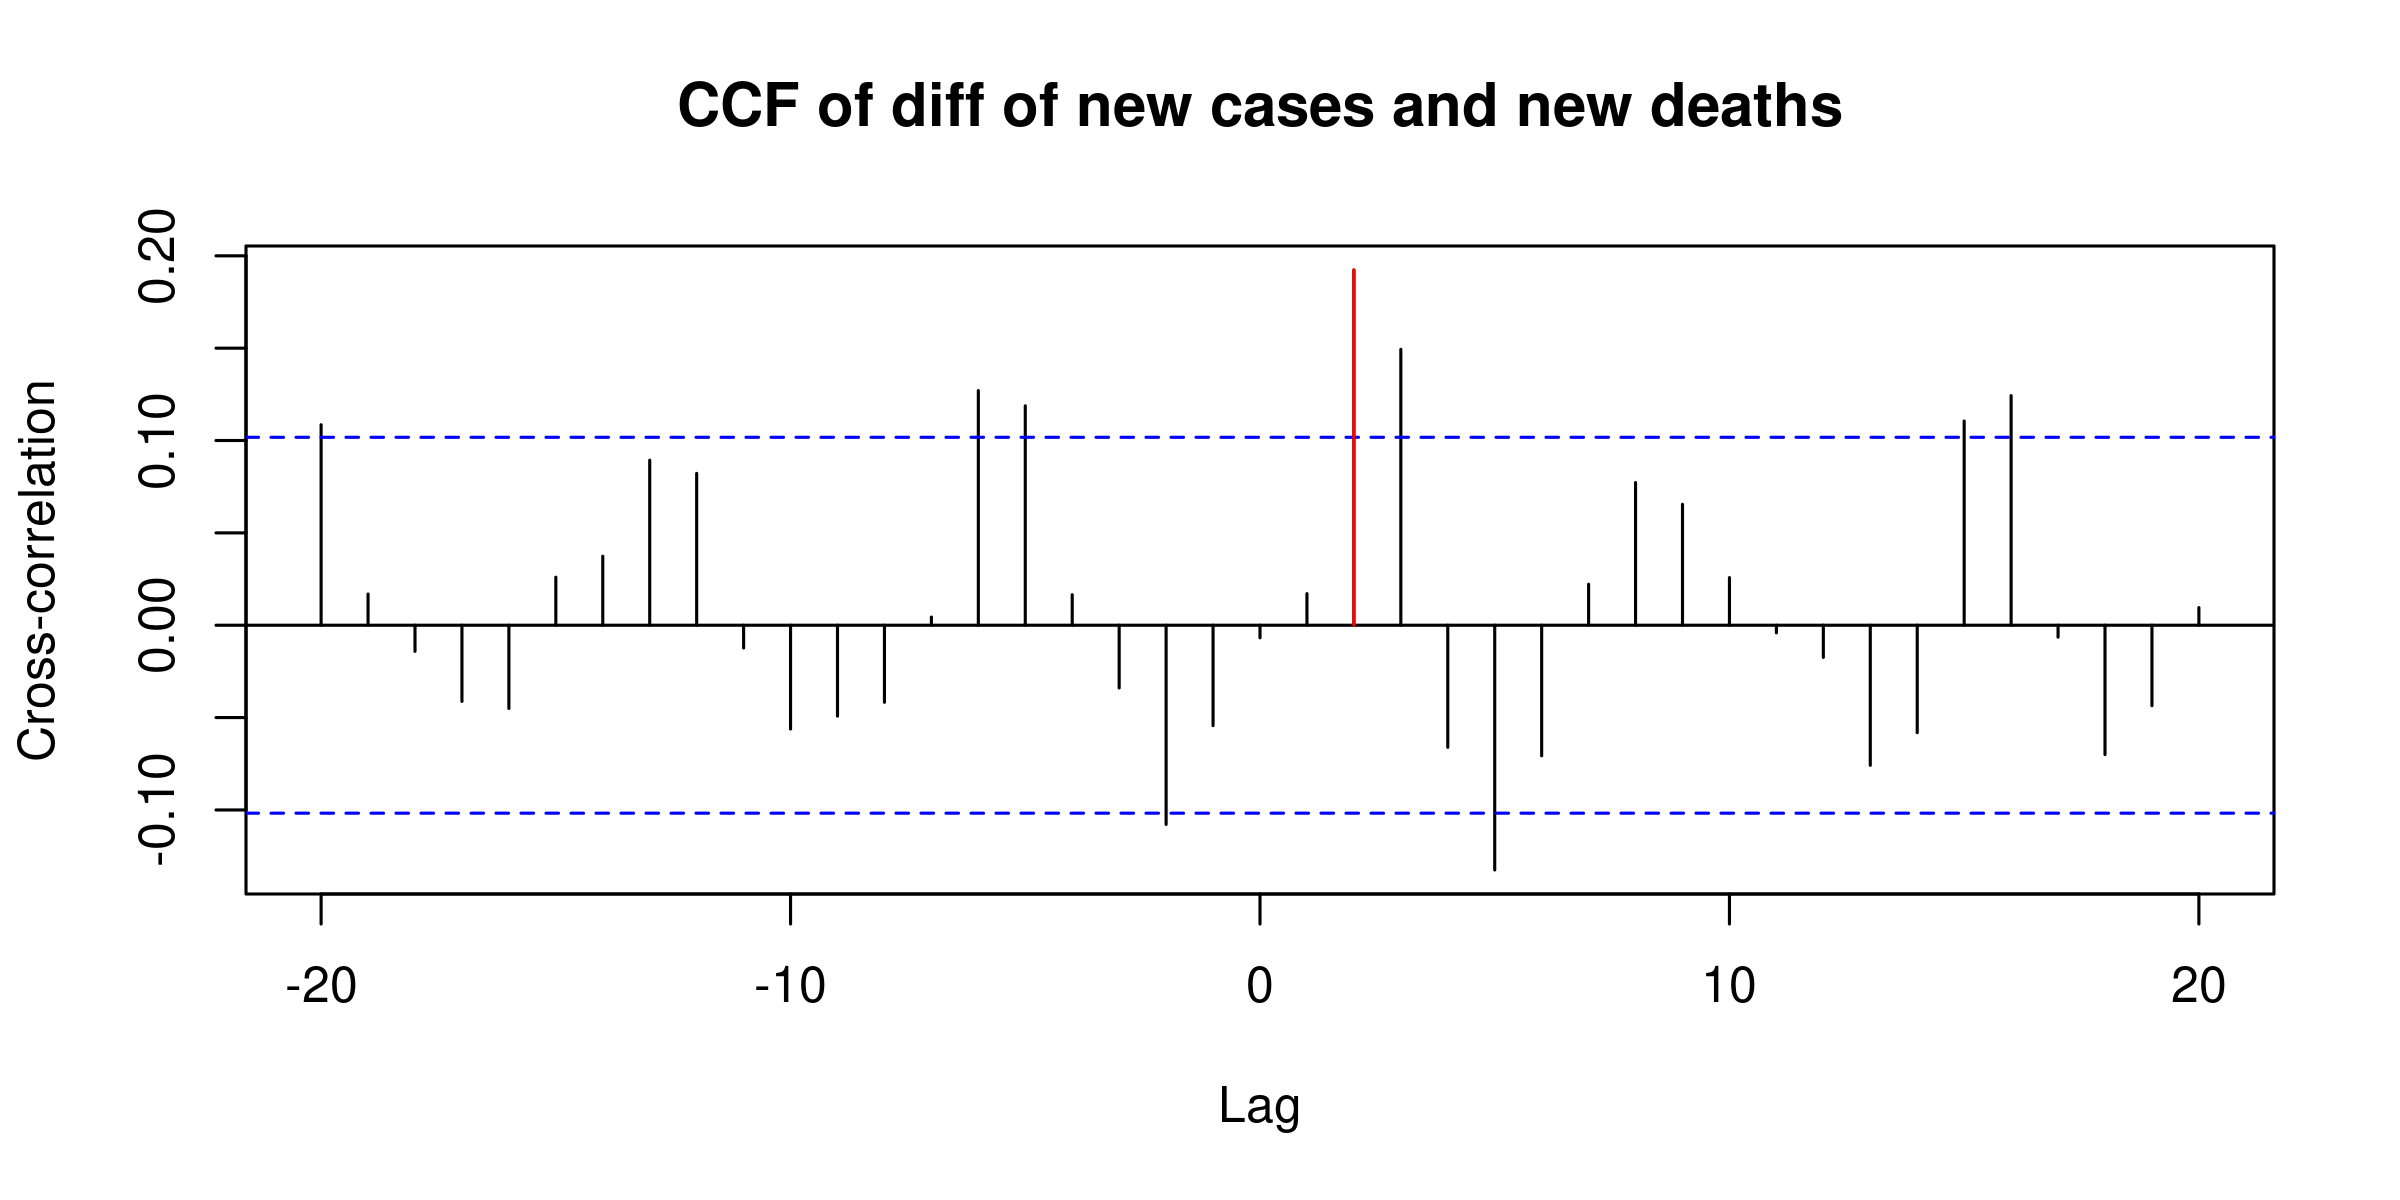 CCF of diff of new cases and new deaths
Cross-correlation
0.20
0.10
0.00
-0.10
-20 -10 0 10 20
Lag